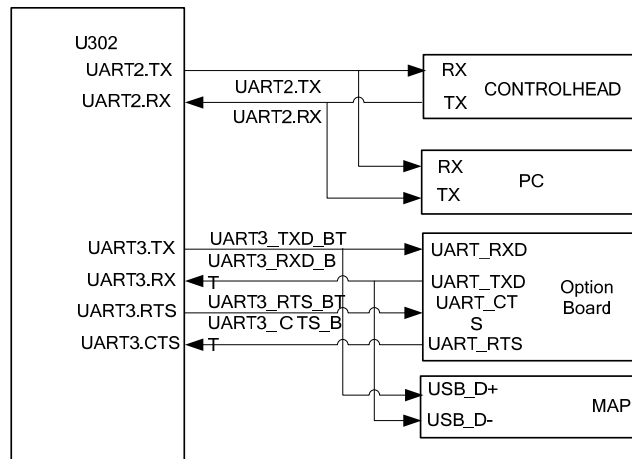 U302
UART2.TX
UART2.RX
UART2.TX
UART2.RX
RX
TX
CONTROLHEAD
RX
TX
PC
UART3.TX
UART3.RX
UART3.RTS
UART3.CTS
UART3_TXD_BT
UART3_RXD_B
T
UART3_RTS_BT
UART3_CTS_B
T
UART_RXD
UART_TXD
UART_CT
S
UART_RTS
Option
Board
USB_D+
USB_D-
MAP